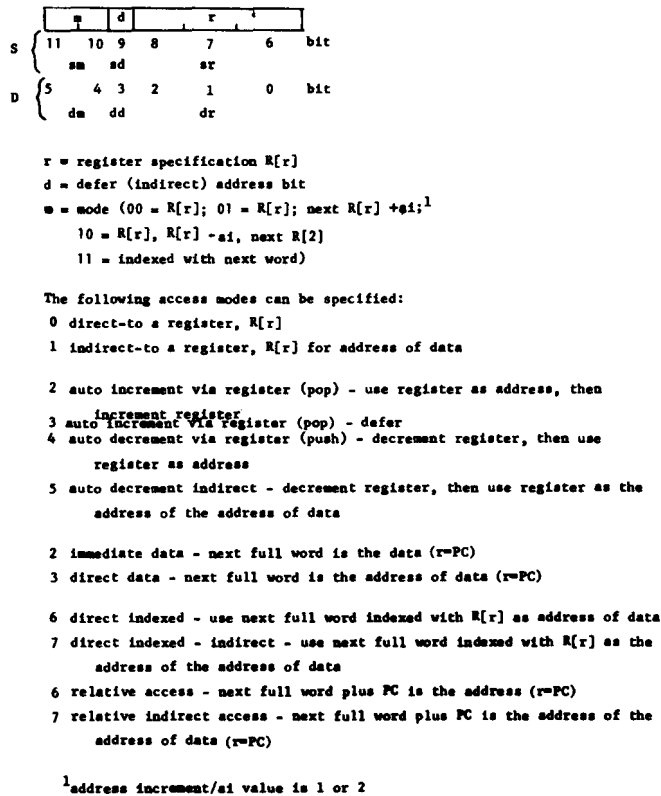 m d r
S 11 10 9 8 7 6 bit
sm sd sr
D 5 4 3 2 1 0 bit
dm dd dr
r = register specification R[r]
d = defer (indirect) address bit
m = mode (00 = R[r]; 01 = R[r]; next R[r] +ai;1
10 = R[r], R[r] -ai, next R[2]
11 = indexed with next word)
The following access modes can be specified:
0 direct-to a register, R[r]
1 indirect-to a register, R[r] for address of data
2 auto increment via register (pop) - use register as address, then
increment register
3 auto increment via register (pop) - defer
4 auto decrement via register (push) - decrement register, then use
register as address
5 auto decrement indirect - decrement register, then use register as the
address of the address of data
2 immediate data - next full word is the data (r=PC)
3 direct data - next full word is the address of data (r=PC)
6 direct indexed - use next full word indexed with R[r] as address of data
7 direct indexed - indirect - use next full word indexed with R[r] as the
address of the address of data
6 relative access - next full word plus PC is the address (r=PC)
7 relative indirect access - next full word plus PC is the address of the
address of data (r=PC)
1address increment/ai value is 1 or 2